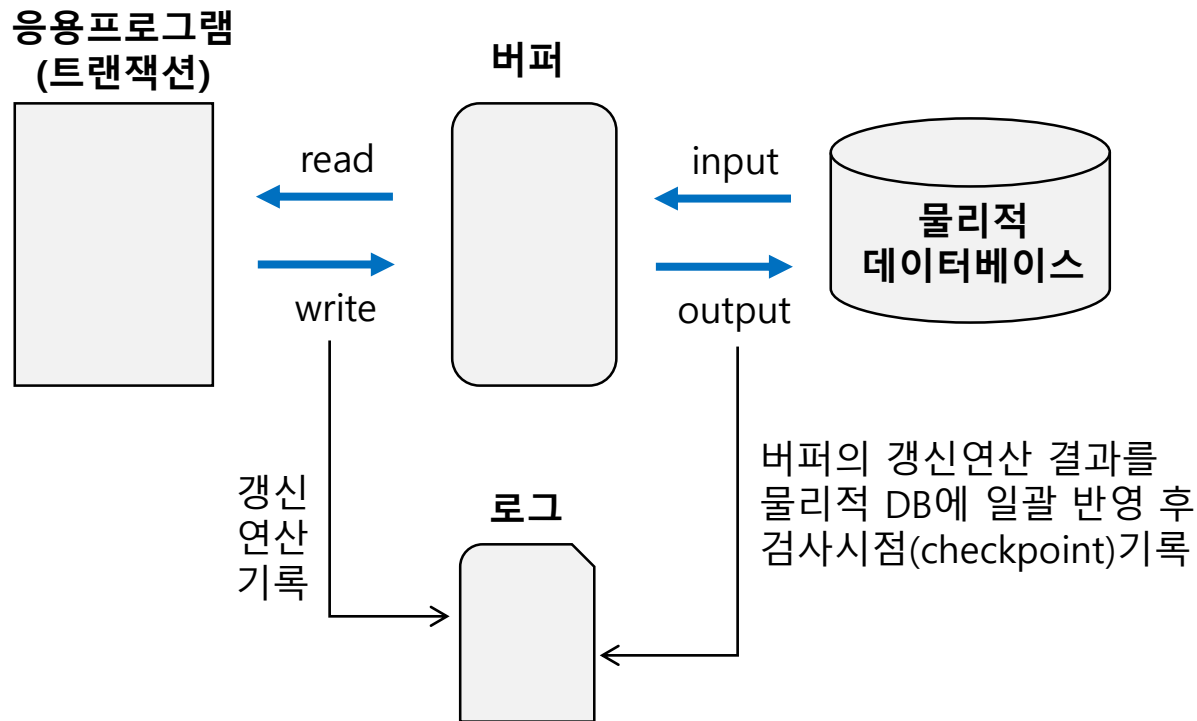 응용프로그램
(트랜잭션)
버퍼
read
write
input
output
물리적
데이터베이스
갱신
연산
기록
로그
버퍼의 갱신연산 결과를
물리적 DB에 일괄 반영 후
검사시점(checkpoint)기록